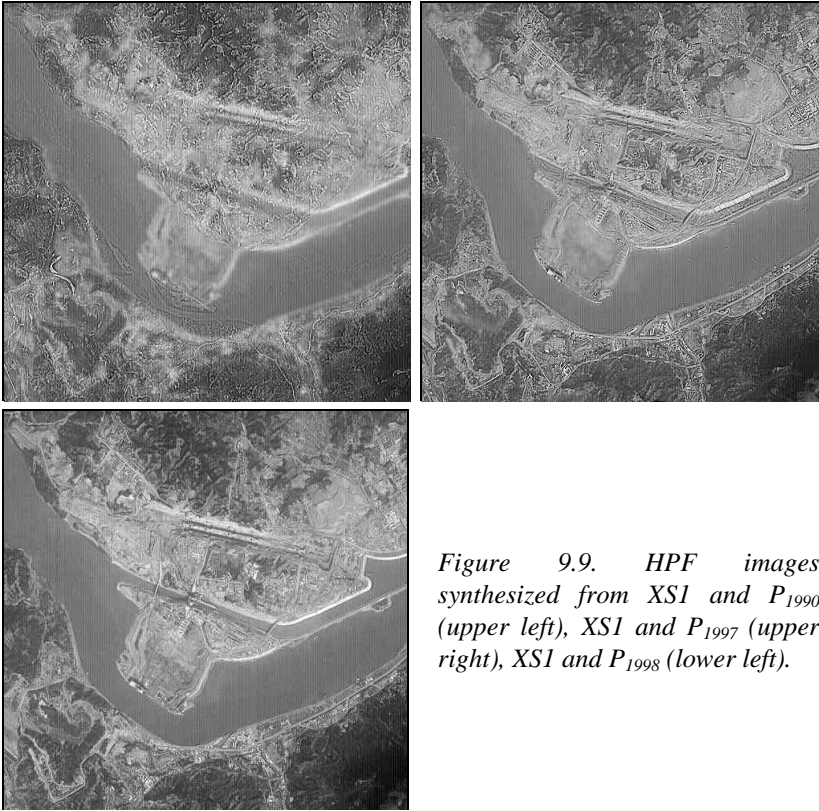 Figure 9.9. HPF images
synthesized from XS1 and P1990
(upper left), XS1 and P1997 (upper
right), XS1 and P1998 (lower left).